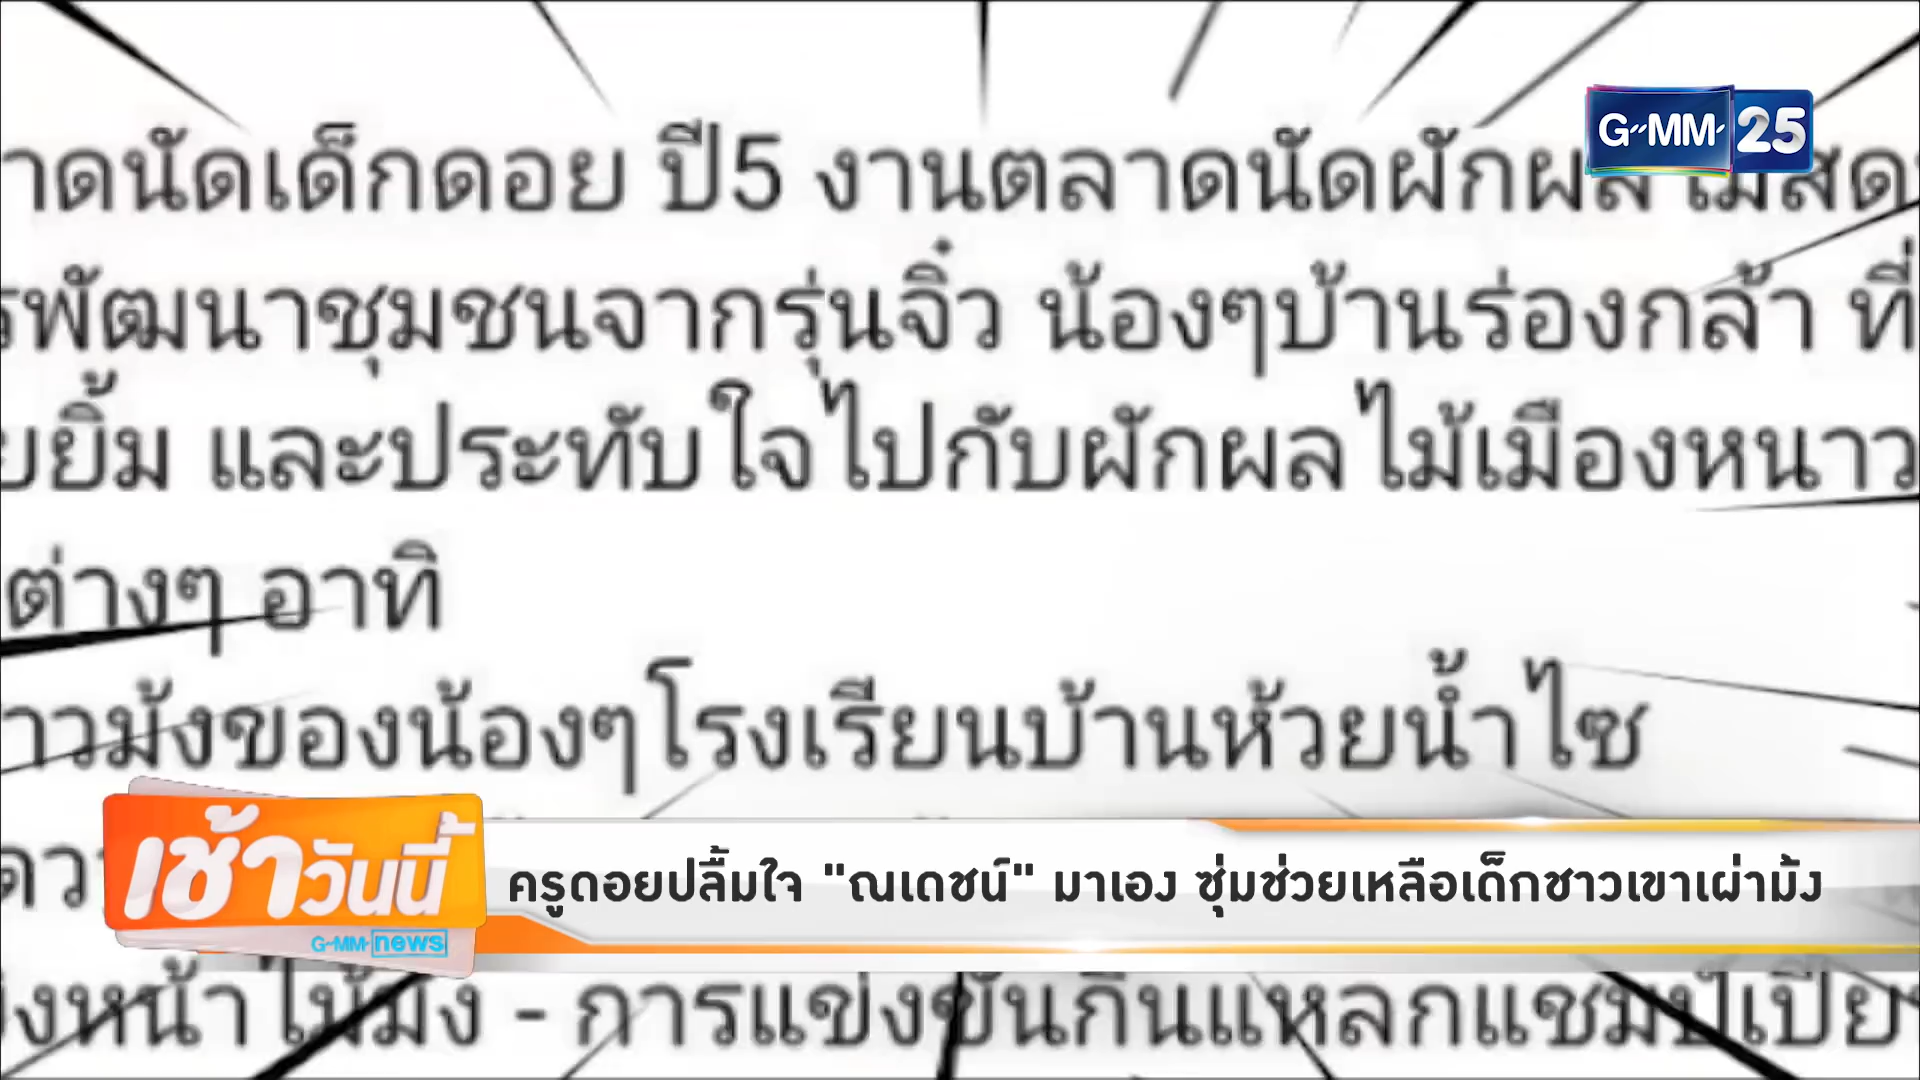 G-MM 25
าดนัดเด็กดอย ปี5 งานตลาดนัดผักผลไม้สด
รพัฒนาชุมชนจากรุ่นจิ๋ว น้องๆบ้านร่องกล้า ที่
ยยิ้ม และประทับใจไปกับผักผลไม้เมืองหนาว
ต่างๆ อาทิ
าวม้งของน้องๆโรงเรียนบ้านห้วยน้ำไซ
เช้าวันนี้
G-MM news
ครูดอยปลื้มใจ "ณเดชน์" มาเอง ซุ่มช่วยเหลือเด็กชาวเขาเผ่าม้ง
- การแข่งขันกินแหลกแชมป์เปีย